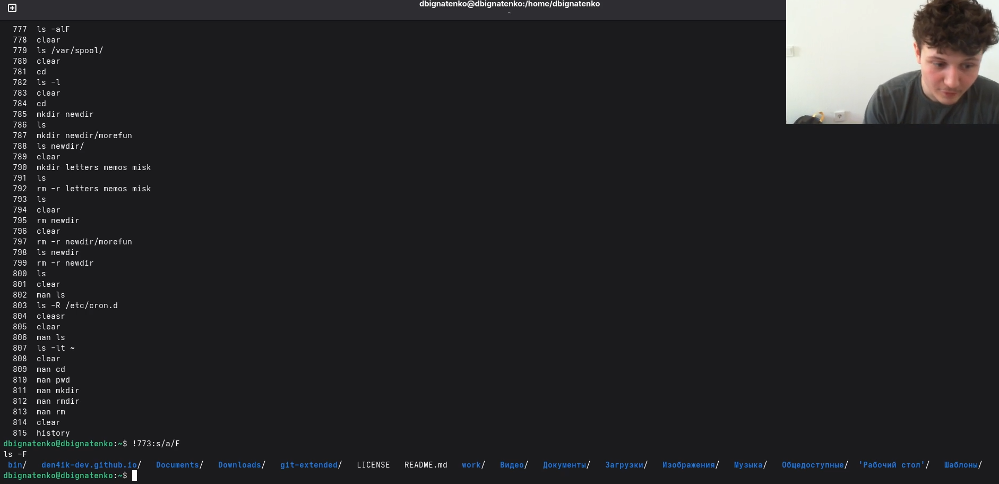 dbignatenko@dbignatenko:/home/dbignatenko
~
777 ls -alF
778 clear
779 ls /var/spool/
780 clear
781 cd
782 ls -l
783 clear
784 cd
785 mkdir newdir
786 ls
787 mkdir newdir/morefun
788 ls newdir/
789 clear
790 mkdir letters memos misk
791 ls
792 rm -r letters memos misk
793 ls
794 clear
795 rm newdir
796 clear
797 rm -r newdir/morefun
798 ls newdir
799 rm -r newdir
800 ls
801 clear
802 man ls
803 ls -R /etc/cron.d
804 cleasr
805 clear
806 man ls
807 ls -lt ~
808 clear
809 man cd
810 man pwd
811 man mkdir
812 man rmdir
813 man rm
814 clear
815 history
dbignatenko@dbignatenko:~$ !773:s/a/F
ls -F
bin/ den4ik-dev.github.io/ Documents/ Downloads/ git-extended/ LICENSE README.md work/ Видео/ Документы/ Загрузки/ Изображения/ Музыка/ Общедоступные/ 'Рабочий стол'/ Шаблоны/
dbignatenko@dbignatenko:~$